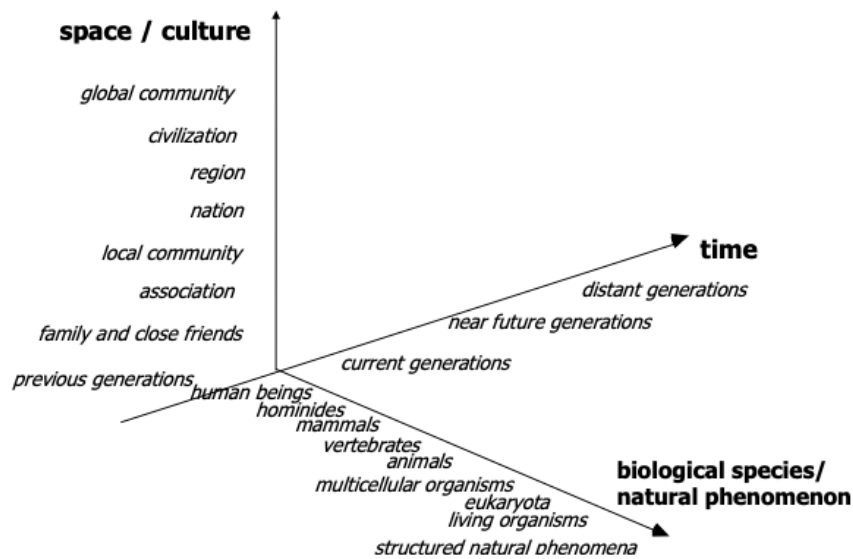 space / culture
global community
civilization
region
nation
local community
association
family and close friends
previous generations
time
distant generations
near future generations
current generations
human beings
hominides
mammals
vertebrates
animals
multicellular organisms
eukaryota
living organisms
structured natural phenomena
biological species/
natural phenomenon